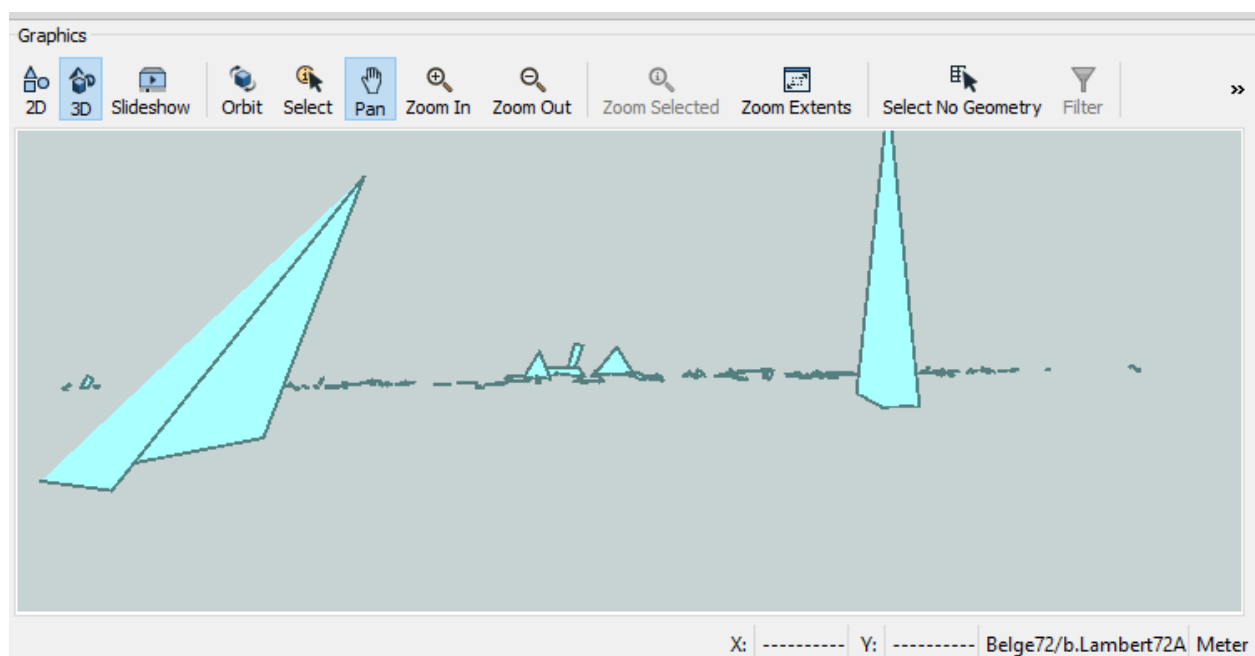 Graphics
2D 3D Slideshow Orbit Select Pan Zoom In Zoom Out Zoom Selected Zoom Extents Select No Geometry Filter »
X: ---------- Y: ---------- Belge72/b.Lambert72A Meter